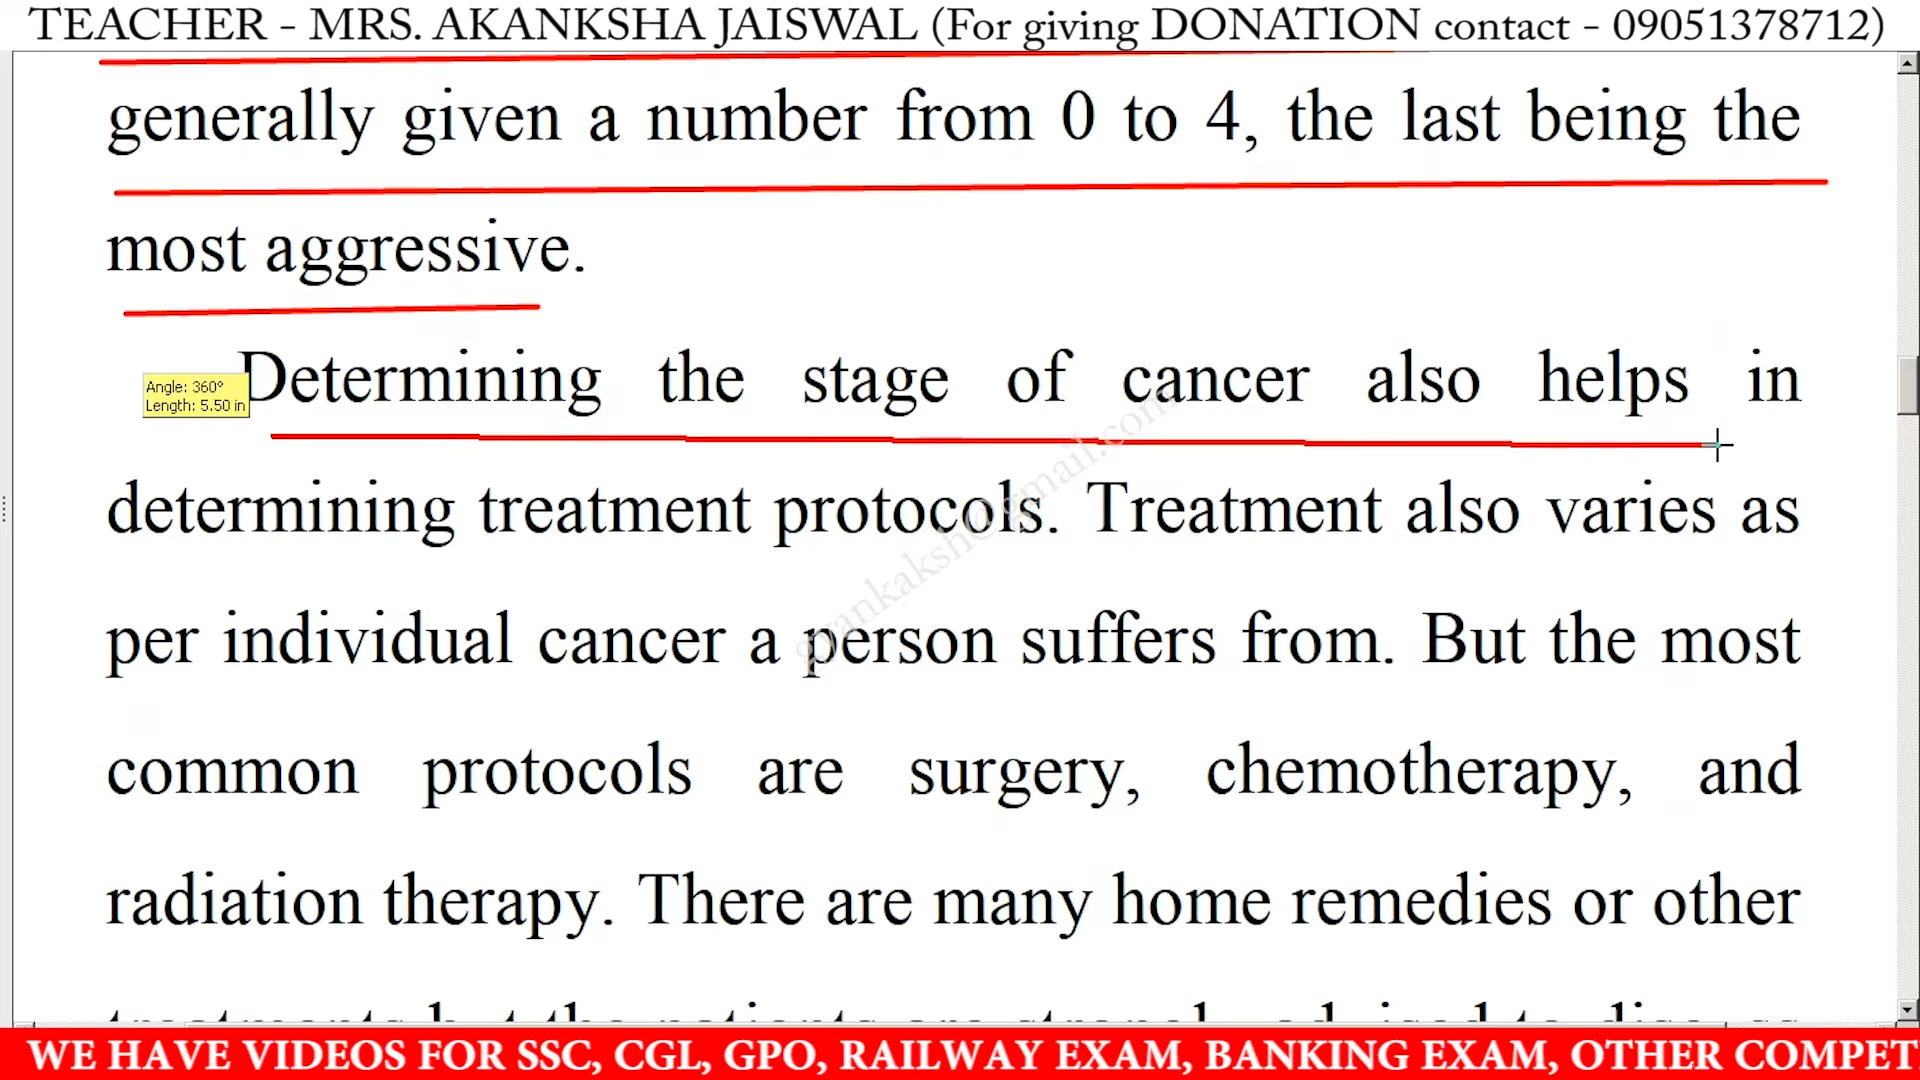 TEACHER - MRS. AKANKSHA JAISWAL (For giving DONATION contact - 09051378712)
generally given a number from 0 to 4, the last being the
most aggressive.
Determining the stage of cancer also helps in
Angle: 360°
Length: 5.50 in
determining treatment protocols. Treatment also varies as
per individual cancer a person suffers from. But the most
common protocols are surgery, chemotherapy, and
radiation therapy. There are many home remedies or other
WE HAVE VIDEOS FOR SSC, CGL, GPO, RAILWAY EXAM, BANKING EXAM, OTHER COMPET